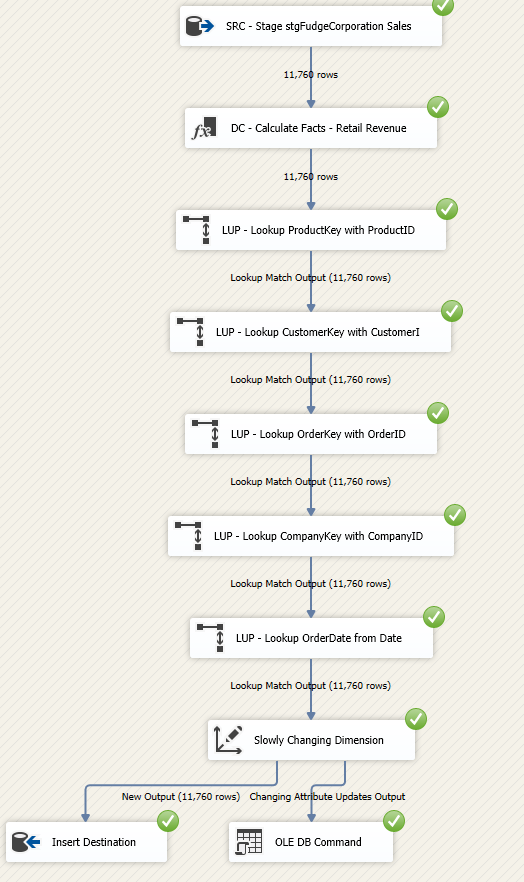 SRC - Stage stgFudgeCorporation Sales
11,760 rows
DC - Calculate Facts - Retail Revenue
11,760 rows
LUP - Lookup ProductKey with ProductID
Lookup Match Output (11,760 rows)
LUP - Lookup CustomerKey with CustomerI
Lookup Match Output (11,760 rows)
LUP - Lookup OrderKey with OrderID
Lookup Match Output (11,760 rows)
LUP - Lookup CompanyKey with CompanyID
Lookup Match Output (11,760 rows)
LUP - Lookup OrderDate from Date
Lookup Match Output (11,760 rows)
Slowly Changing Dimension
New Output (11,760 rows) Changing Attribute Updates Output
Insert Destination OLE DB Command